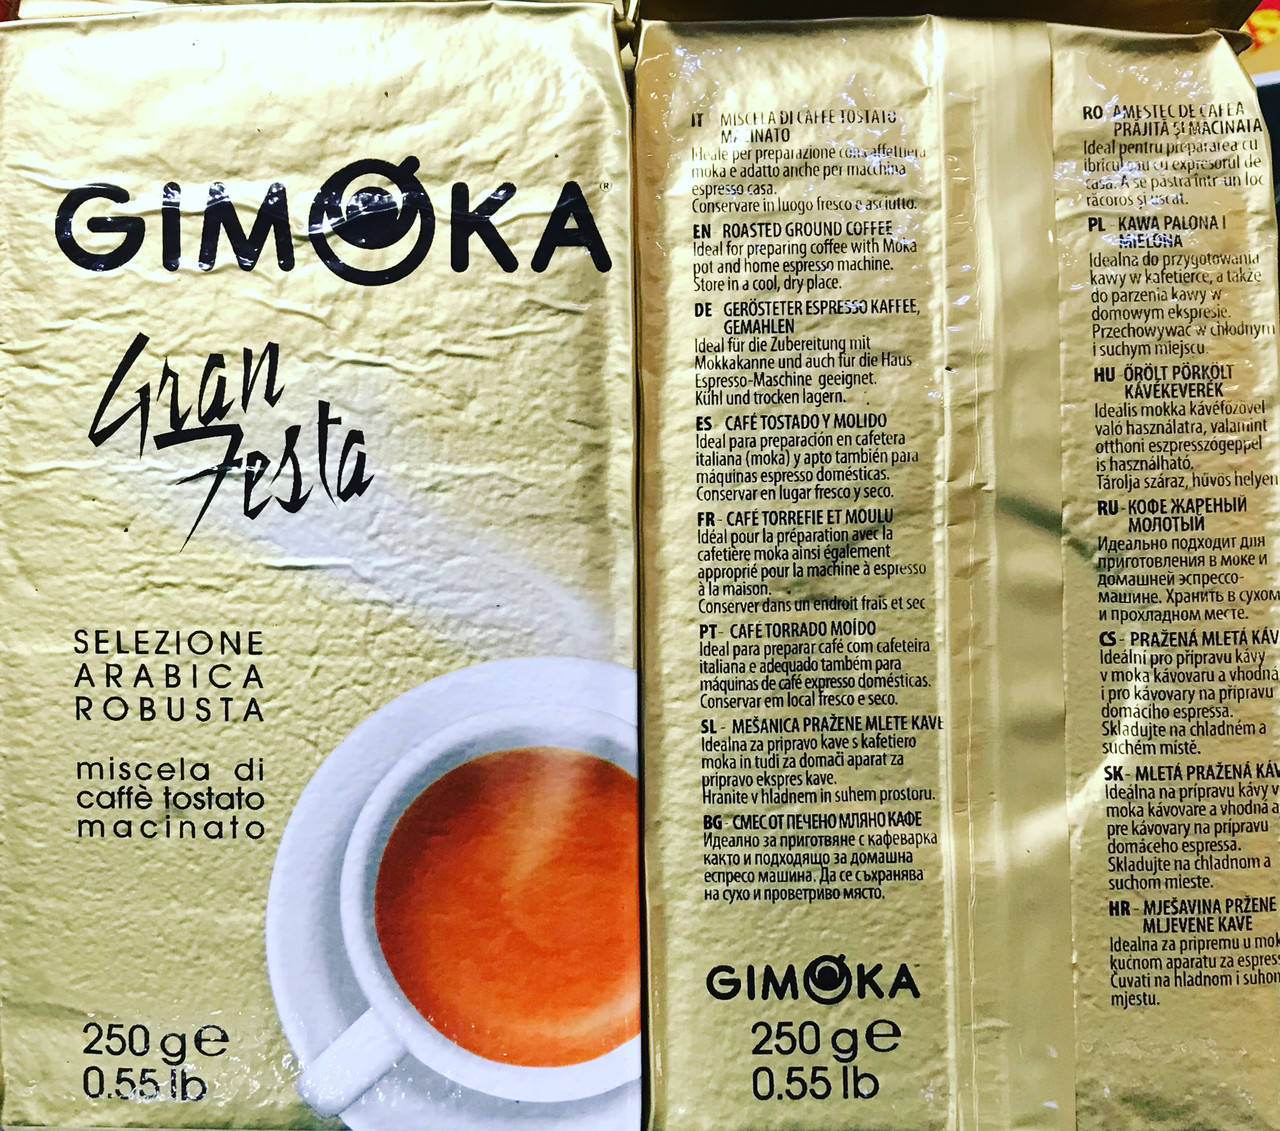 GIMOKA®
Gran
Festa
SELEZIONE
ARABICA
ROBUSTA
miscela di
caffè tostato
macinato
250 g e
0.55 lb
IT MISCELA DI CAFFÈ TOSTATO
MACINATO
Ideale per preparazione con caffettiera
moka e adatto anche per macchina
espresso casa.
Conservare in luogo fresco e asciutto.
EN ROASTED GROUND COFFEE
Ideal for preparing coffee with Moka
pot and home espresso machine.
Store in a cool, dry place.
DE GERÖSTETER ESPRESSO KAFFEE,
GEMAHLEN
Ideal für die Zubereitung mit
Mokkakanne und auch für die Haus
Espresso-Maschine geeignet.
Kühl und trocken lagern.
ES CAFÉ TOSTADO Y MOLIDO
Ideal para preparación en cafetera
italiana (moka) y apto también para
máquinas espresso domésticas.
Conservar en lugar fresco y seco.
FR - CAFÉ TORREFIE ET MOULU
Idéal pour la préparation avec la
cafetière moka ainsi également
approprié pour la machine à espresso
à la maison.
Conserver dans un endroit frais et sec
PT - CAFÉ TORRADO MOÍDO
Ideal para preparar café com cafeteira
italiana e adequado também para
máquinas de café expresso domésticas.
Conservar em local fresco e seco.
SL - MEŠANICA PRAŽENE MLETE KAVE
Idealna za pripravo kave s kafetiero
moka in tudi za domači aparat za
pripravo ekspres kave.
Hranite v hladnem in suhem prostoru.
BG - СМЕС ОТ ПЕЧЕНО МЛЯНО КАФЕ
Идеално за приготвяне с кафеварка
както и подходящо за домашна
еспресо машина. Да се съхранява
на сухо и проветриво място.
GIMOKA
250 g e
0.55 lb
RO AMESTEC DE CAFEA
PRĂJITĂ ȘI MĂCINATĂ
Ideal pentru prepararea cu
ibricul sau cu expresorul de
casă. A se păstra într-un loc
răcoros și uscat.
PL - KAWA PALONA I
MIELONA
Idealna do przygotowania
kawy w kafetierce, a także
do parzenia kawy w
domowym ekspresie.
Przechowywać w chłodnym
i suchym miejscu.
HU ŐRÖLT PÖRKÖLT
KÁVÉKEVERÉK
Ideális mokka kávéfőzővel
való használatra, valamint
otthoni eszpresszógéppel
is használható.
Tárolja száraz, hűvös helyen
RU - КОФЕ ЖАРЕНЫЙ
МОЛОТЫЙ
Идеально подходит для
приготовления в моке и
домашней эспрессо-
машине. Хранить в сухом
и прохладном месте.
CS - PRAŽENÁ MLETÁ KÁV
Ideální pro přípravu kávy
v moka kávovaru a vhodná
i pro kávovary na přípravu
domácího espressa.
Skladujte na chladném a
suchém místě.
SK - MLETÁ PRAŽENÁ KÁV
Ideálna na prípravu kávy v
moka kávovare a vhodná a
pre kávovary na prípravu
domáceho espressa.
Skladujte na chladnom a
suchom mieste.
HR - MJEŠAVINA PRŽENE
MLJEVENE KAVE
Idealna za pripremu u mok
kućnom aparatu za espres
Čuvati na hladnom i suhom
mjestu.